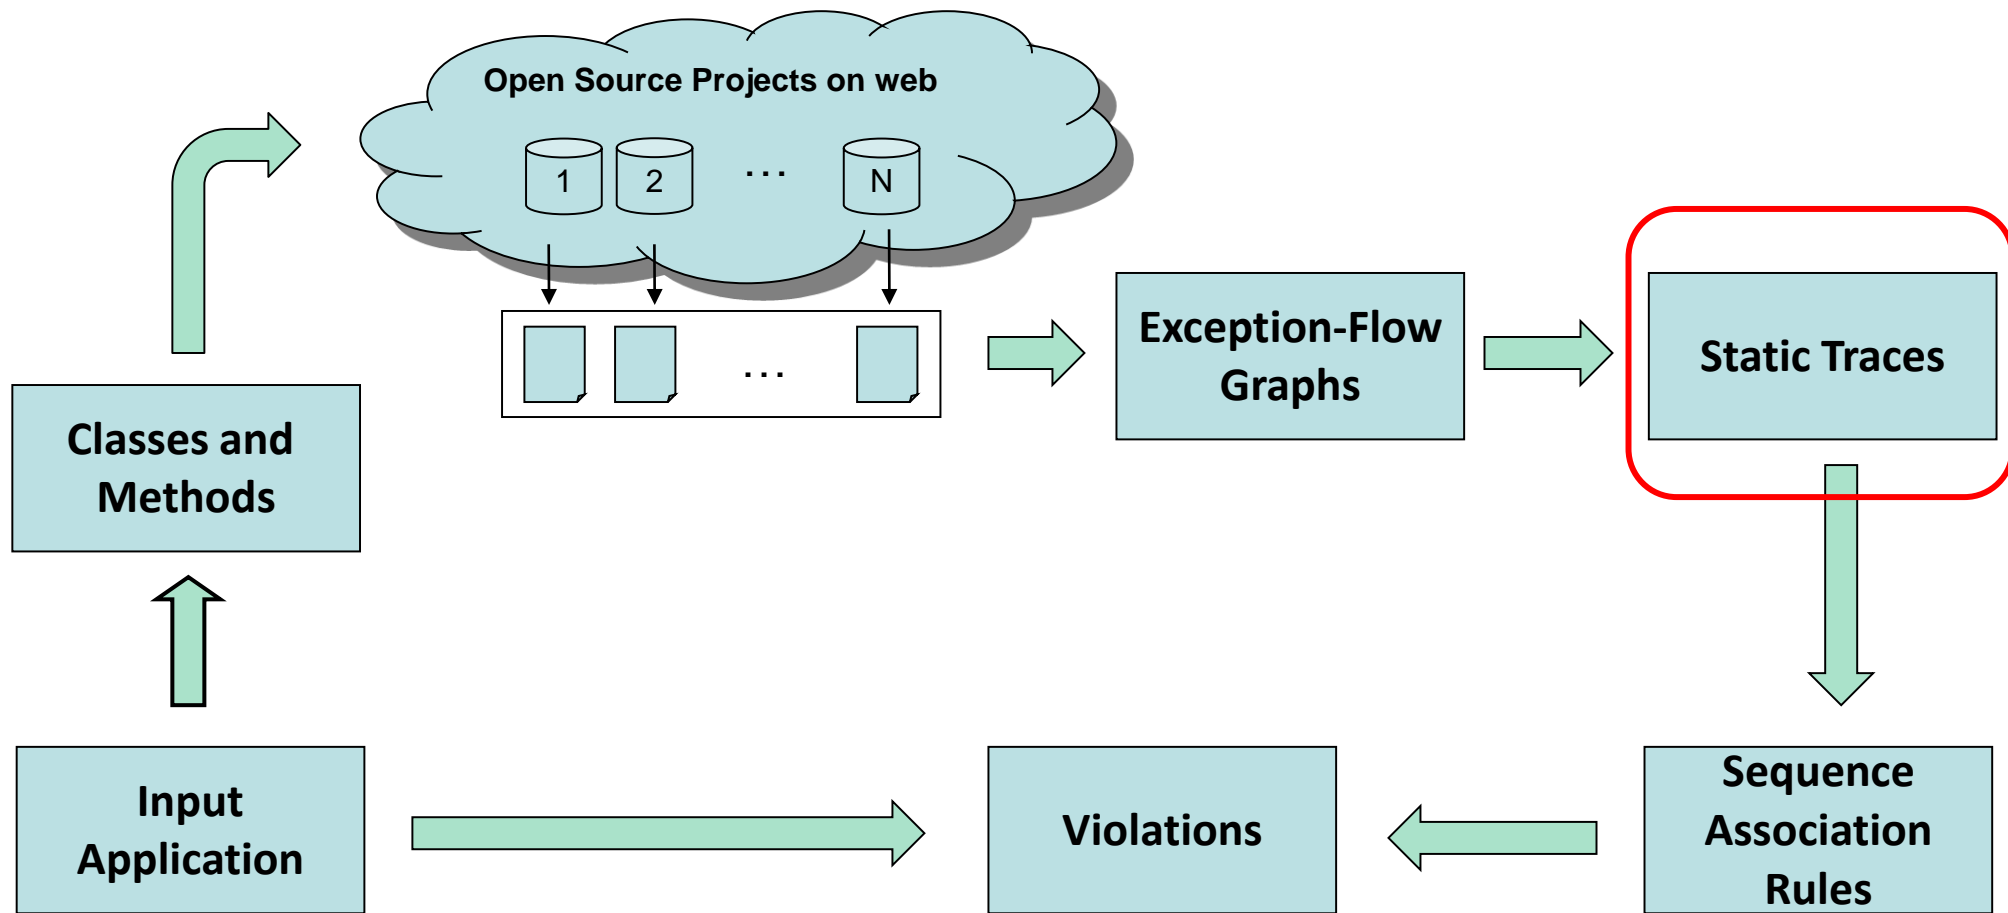 Open Source Projects on web
1 2 ... N
...
Exception-Flow
Graphs
Static Traces
Classes and
Methods
Input
Application
Violations
Sequence
Association
Rules